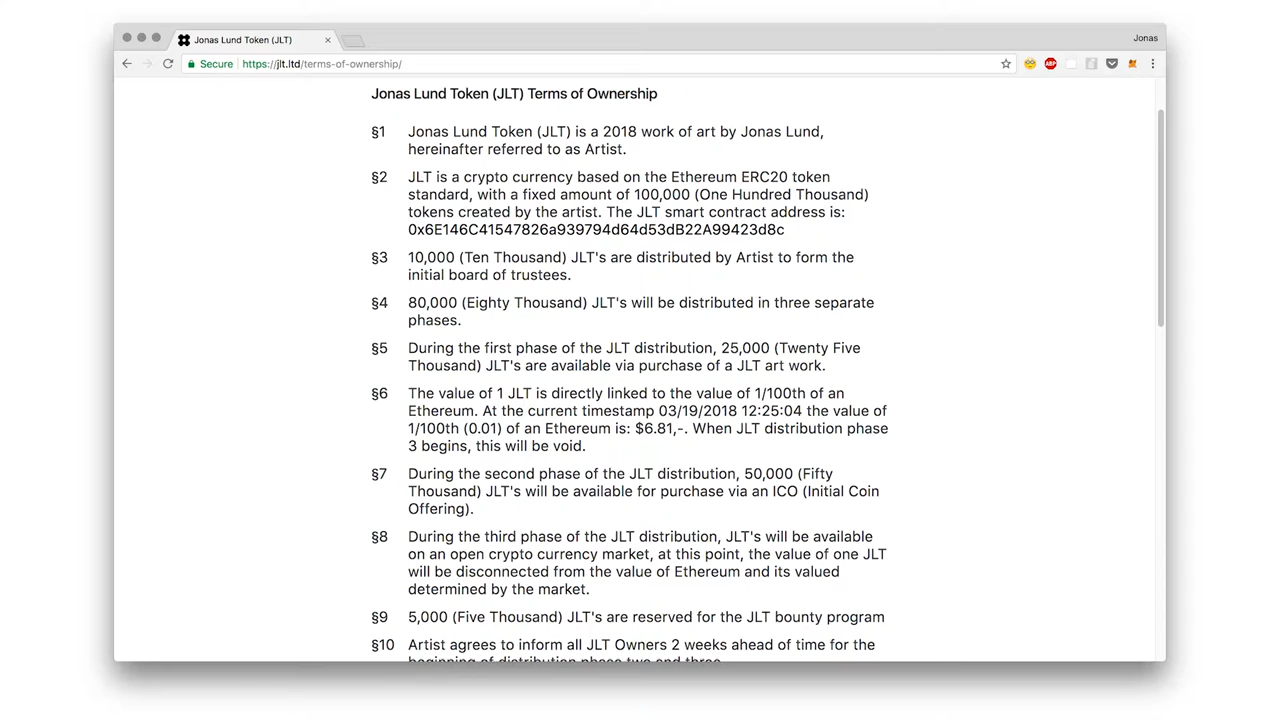 Jonas Lund Token (JLT)
Jonas
Secure
https://jlt.ltd/terms-of-ownership/
ABP
Jonas Lund Token (JLT) Terms of Ownership
§1 Jonas Lund Token (JLT) is a 2018 work of art by Jonas Lund,
hereinafter referred to as Artist.
§2 JLT is a crypto currency based on the Ethereum ERC20 token
standard, with a fixed amount of 100,000 (One Hundred Thousand)
tokens created by the artist. The JLT smart contract address is:
0x6E146C41547826a939794d64d53dB22A99423d8c
§3 10,000 (Ten Thousand) JLT's are distributed by Artist to form the
initial board of trustees.
§4 80,000 (Eighty Thousand) JLT's will be distributed in three separate
phases.
§5 During the first phase of the JLT distribution, 25,000 (Twenty Five
Thousand) JLT's are available via purchase of a JLT art work.
§6 The value of 1 JLT is directly linked to the value of 1/100th of an
Ethereum. At the current timestamp 03/19/2018 12:25:04 the value of
1/100th (0.01) of an Ethereum is: $6.81,-. When JLT distribution phase
3 begins, this will be void.
§7 During the second phase of the JLT distribution, 50,000 (Fifty
Thousand) JLT's will be available for purchase via an ICO (Initial Coin
Offering).
§8 During the third phase of the JLT distribution, JLT's will be available
on an open crypto currency market, at this point, the value of one JLT
will be disconnected from the value of Ethereum and its valued
determined by the market.
§9 5,000 (Five Thousand) JLT's are reserved for the JLT bounty program
§10 Artist agrees to inform all JLT Owners 2 weeks ahead of time for the
beginning of distribution phase two and three